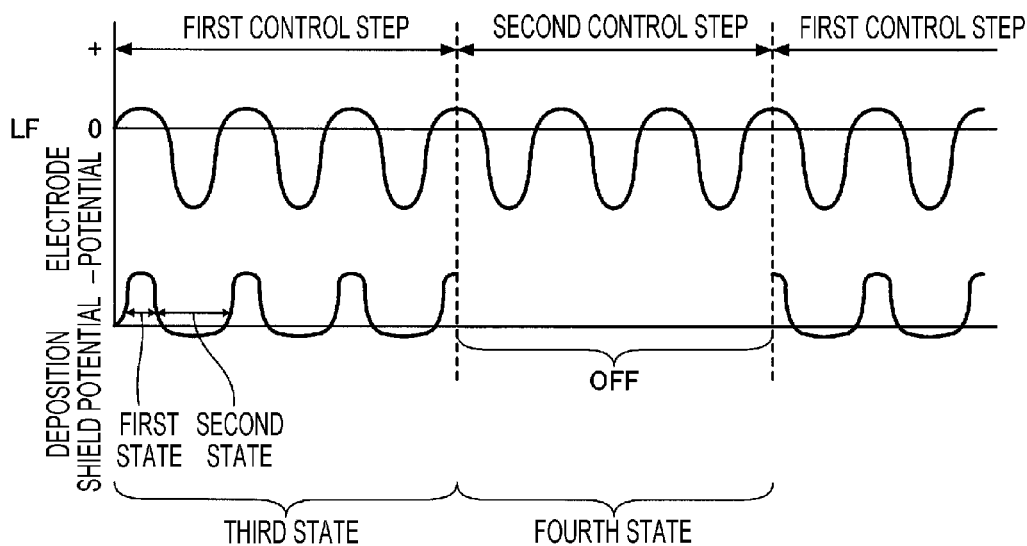 FIRST CONTROL STEP
SECOND CONTROL STEP
FIRST CONTROL STEP
+
LF
0
ELECTRODE
-POTENTIAL
DEPOSITION
SHIELD POTENTIAL
OFF
FIRST
STATE
SECOND
STATE
THIRD STATE
FOURTH STATE